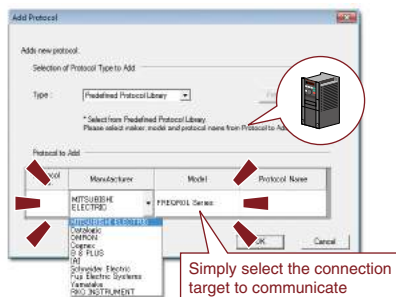 Add Protocol
Adds new protocol.
Selection of Protocol Type to Add
Type :
Predefined Protocol Library
* Select from Predefined Protocol Library.
Please select maker, model and protocol name from Protocol to Add
Protocol to Add
Manufacturer
Model
Protocol Name
MITSUBISHI
ELECTRIC
FREQROL Series
MITSUBISHI ELECTRIC
Datalogic
OMRON
Cognex
IAI
Schneider Electric
Fuji Electric Systems
Yamatake
RKC INSTRUMENT
OK
Cancel
Simply select the connection
target to communicate